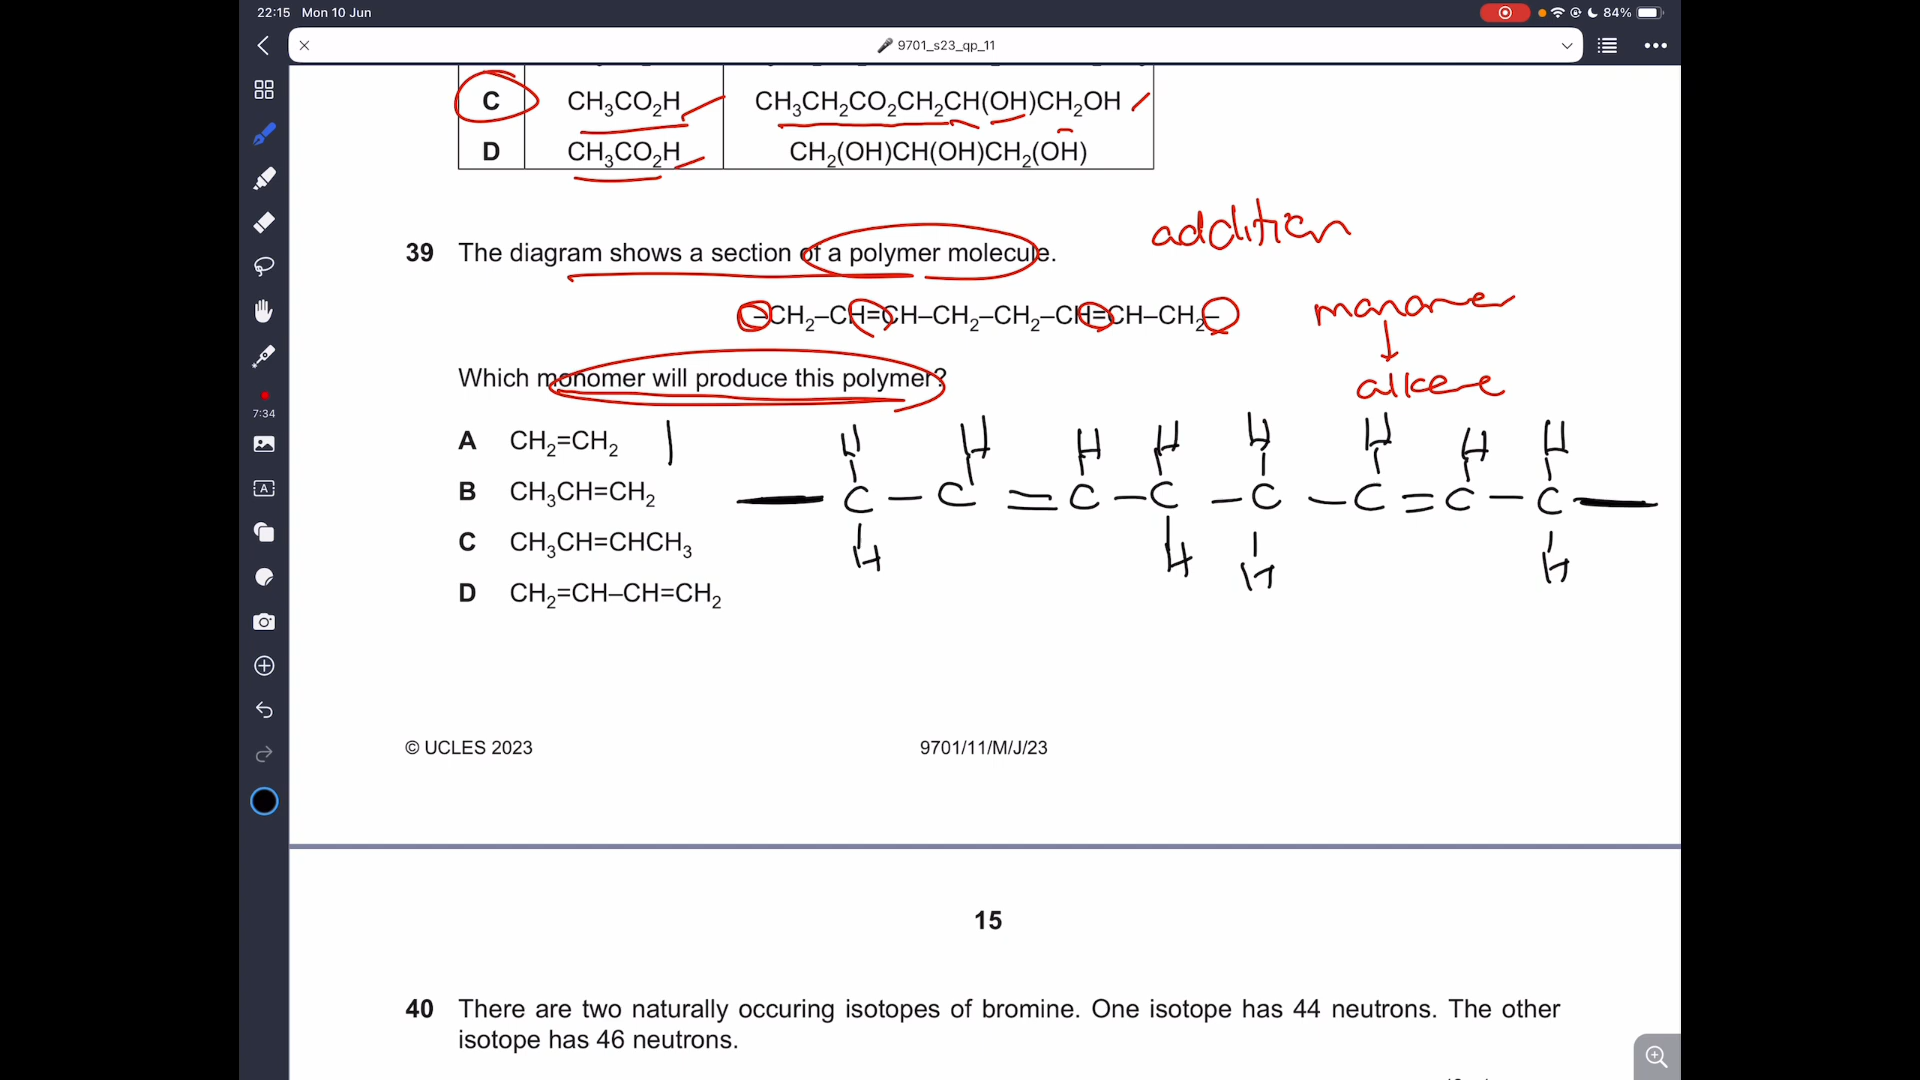 22:15 Mon 10 Jun
84%
9701_s23_qp_11
C CH₃CO₂H CH₃CH₂CO₂CH₂CH(OH)CH₂OH
D CH₃CO₂H CH₂(OH)CH(OH)CH₂(OH)
addition
39 The diagram shows a section of a polymer molecule.
–CH₂–CH=CH–CH₂–CH₂–CH=CH–CH₂–
monomer
Which monomer will produce this polymer?
alkene
7:34
A CH₂=CH₂
H H H H H H H H
B CH₃CH=CH₂
C – C = C – C – C – C = C – C
C CH₃CH=CHCH₃
H H H H
D CH₂=CH–CH=CH₂
© UCLES 2023 9701/11/M/J/23
15
40 There are two naturally occuring isotopes of bromine. One isotope has 44 neutrons. The other
isotope has 46 neutrons.